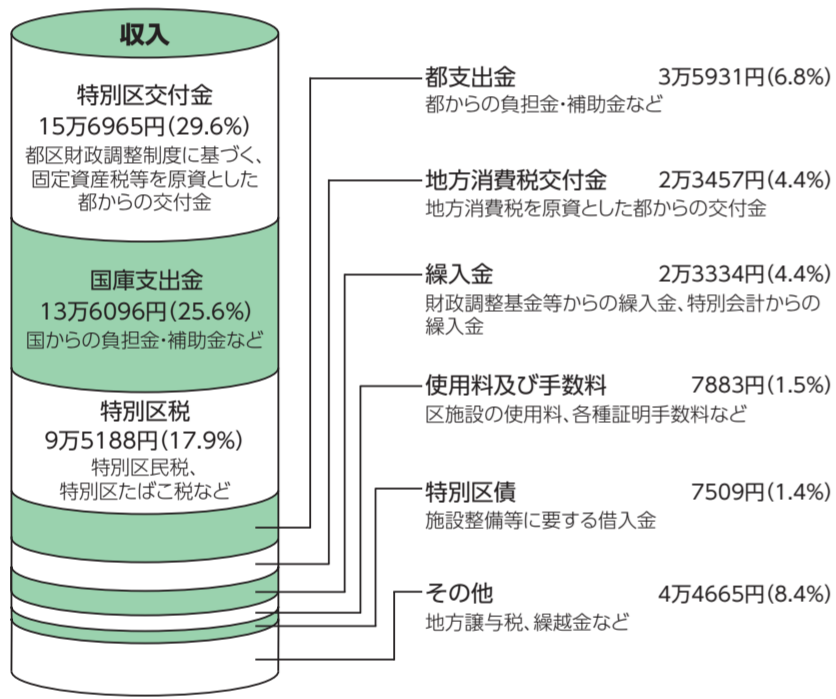 収入
特別区交付金
15万6965円(29.6%)
都区財政調整制度に基づく、
固定資産税等を原資とした
都からの交付金
国庫支出金
13万6096円(25.6%)
国からの負担金・補助金など
特別区税
9万5188円(17.9%)
特別区民税、
特別区たばこ税など
都支出金 3万5931円(6.8%)
都からの負担金・補助金など
地方消費税交付金 2万3457円(4.4%)
地方消費税を原資とした都からの交付金
繰入金 2万3334円(4.4%)
財政調整基金等からの繰入金、特別会計からの
繰入金
使用料及び手数料 7883円(1.5%)
区施設の使用料、各種証明手数料など
特別区債 7509円(1.4%)
施設整備等に要する借入金
その他 4万4665円(8.4%)
地方譲与税、繰越金など